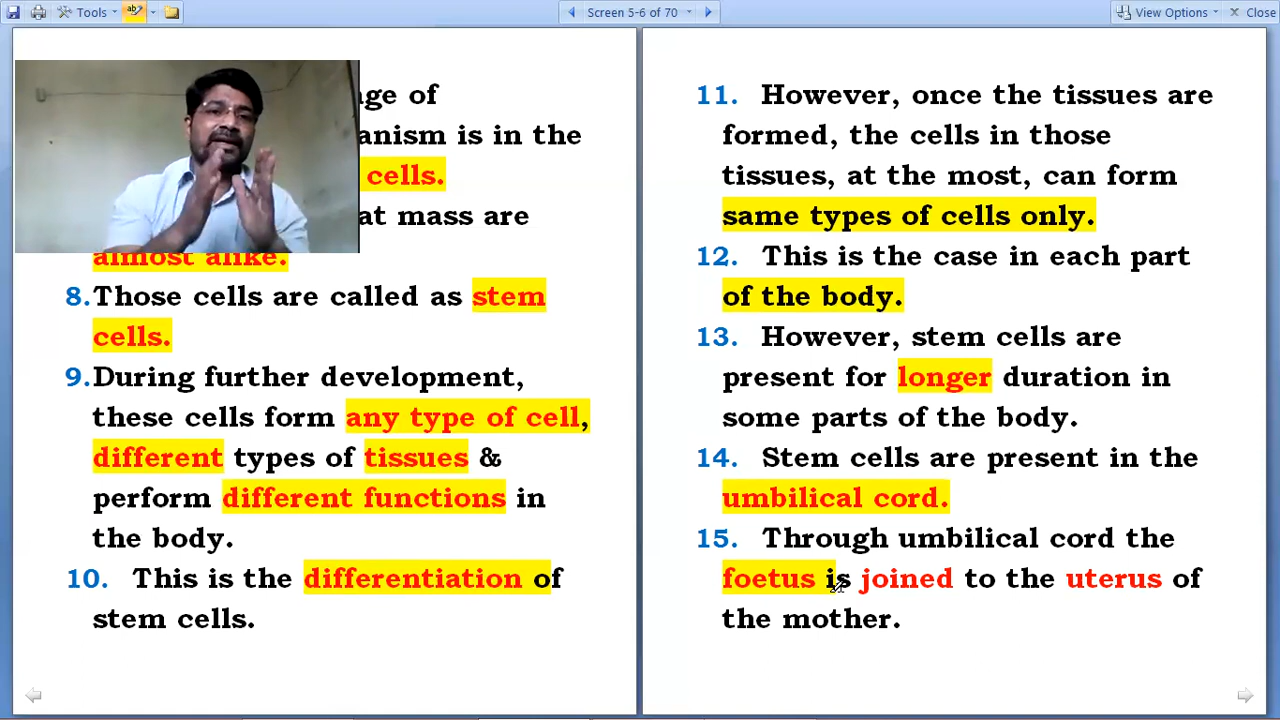 Tools
Screen 5-6 of 70
View Options
Close
of
is in the
cells.
at mass are
almost alike.
8.Those cells are called as stem
cells.
9.During further development,
these cells form any type of cell,
different types of tissues &
perform different functions in
the body.
10. This is the differentiation of
stem cells.
11. However, once the tissues are
formed, the cells in those
tissues, at the most, can form
same types of cells only.
12. This is the case in each part
of the body.
13. However, stem cells are
present for longer duration in
some parts of the body.
14. Stem cells are present in the
umbilical cord.
15. Through umbilical cord the
foetus is joined to the uterus of
the mother.